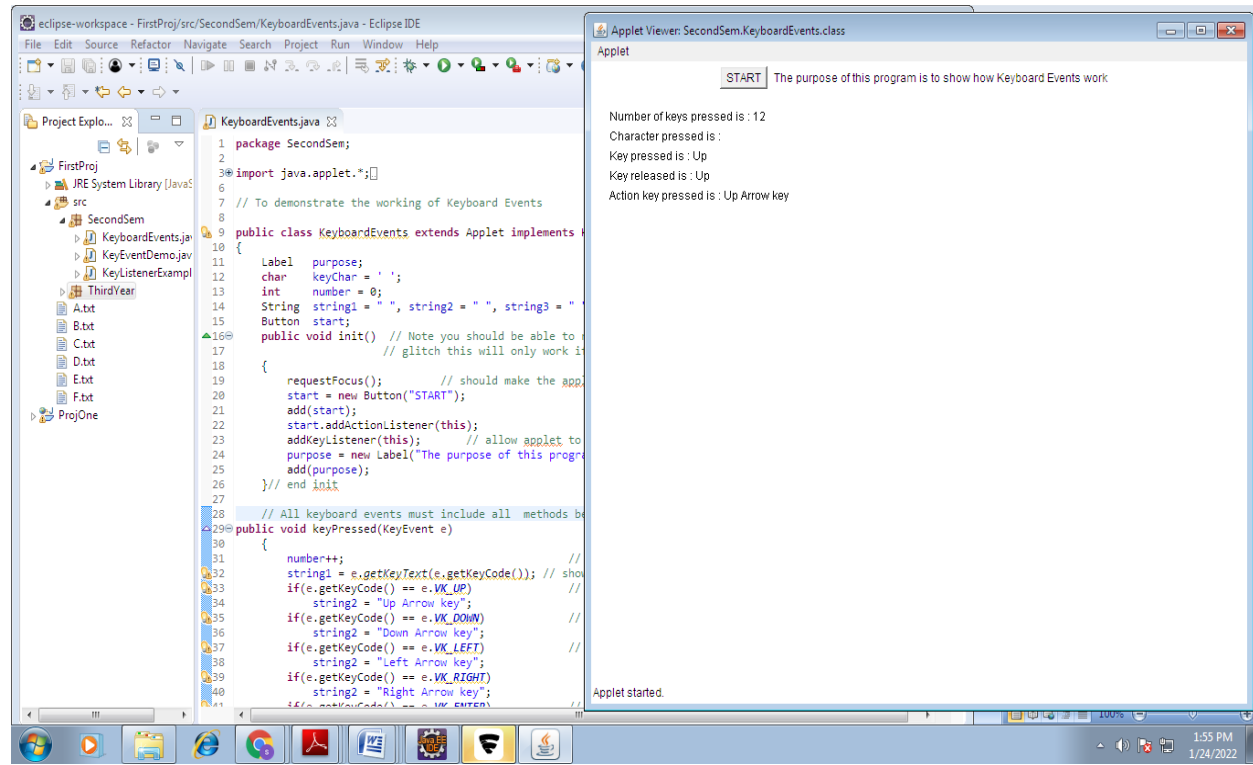 eclipse-workspace - FirstProj/src/SecondSem/KeyboardEvents.java - Eclipse IDE
File Edit Source Refactor Navigate Search Project Run Window Help
Project Explo...
FirstProj
JRE System Library [JavaS
src
SecondSem
KeyboardEvents.jav
KeyEventDemo.jav
KeyListenerExampl
ThirdYear
A.txt
B.txt
C.txt
D.txt
E.txt
F.txt
ProjOne
KeyboardEvents.java
1 package SecondSem;
2
3 import java.applet.*;
6
7 // To demonstrate the working of Keyboard Events
8
9 public class KeyboardEvents extends Applet implements
10 {
11 Label purpose;
12 char keyChar = ' ';
13 int number = 0;
14 String string1 = " ", string2 = " ", string3 = " "
15 Button start;
16 public void init() // Note you should be able to
17 // glitch this will only work
18 {
19 requestFocus(); // should make the appl
20 start = new Button("START");
21 add(start);
22 start.addActionListener(this);
23 addKeyListener(this); // allow applet to
24 purpose = new Label("The purpose of this progra
25 add(purpose);
26 }// end init
27
28 // All keyboard events must include all methods be
29 public void keyPressed(KeyEvent e)
30 {
31 number++; //
32 string1 = e.getKeyText(e.getKeyCode()); // show
33 if(e.getKeyCode() == e.VK_UP) //
34 string2 = "Up Arrow key";
35 if(e.getKeyCode() == e.VK_DOWN) //
36 string2 = "Down Arrow key";
37 if(e.getKeyCode() == e.VK_LEFT) //
38 string2 = "Left Arrow key";
39 if(e.getKeyCode() == e.VK_RIGHT)
40 string2 = "Right Arrow key";
41 if(e.getKeyCode() == e.VK_ENTER) //
Applet Viewer: SecondSem.KeyboardEvents.class
Applet
START The purpose of this program is to show how Keyboard Events work
Number of keys pressed is : 12
Character pressed is :
Key pressed is : Up
Key released is : Up
Action key pressed is : Up Arrow key
Applet started.
100%
Java EE
IDE
1:55 PM
1/24/2022